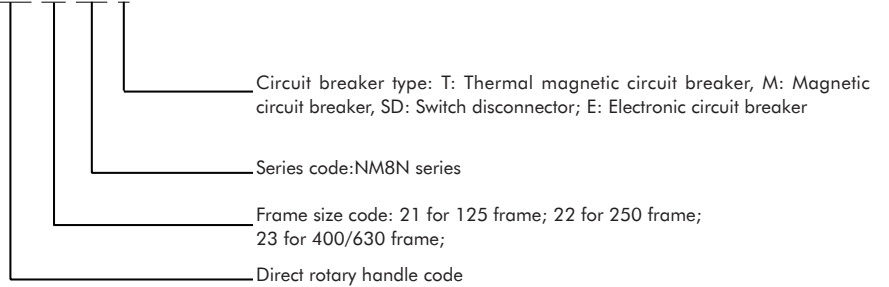 Circuit breaker type: T: Thermal magnetic circuit breaker, M: Magnetic
circuit breaker, SD: Switch disconnector; E: Electronic circuit breaker
Series code:NM8N series
Frame size code: 21 for 125 frame; 22 for 250 frame;
23 for 400/630 frame;
Direct rotary handle code